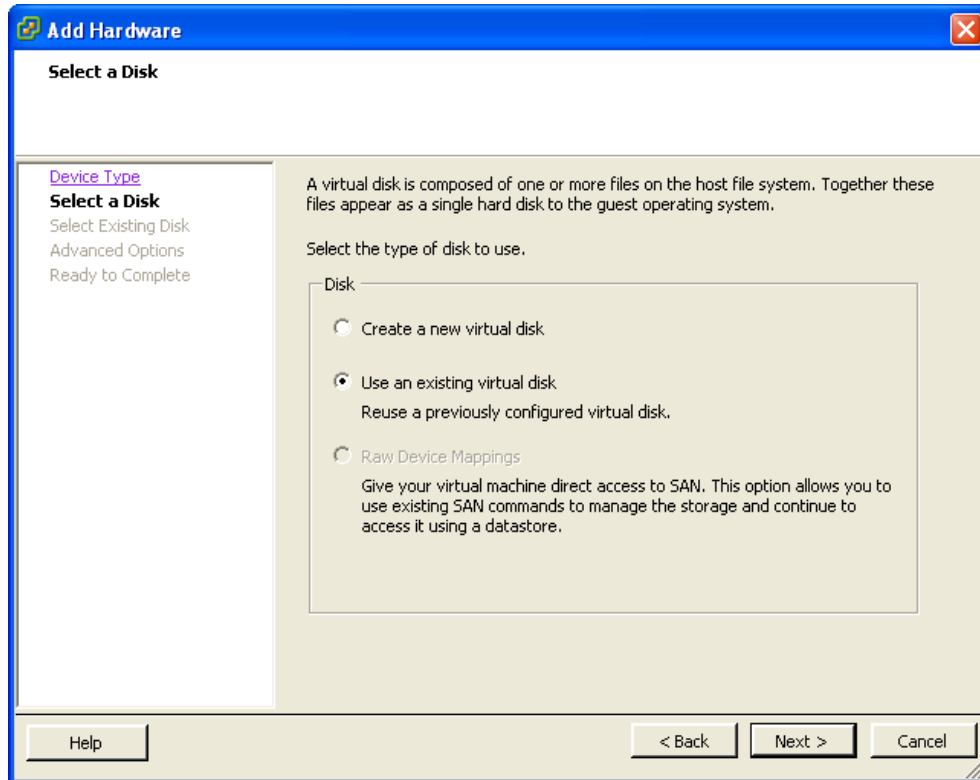 Add Hardware
Select a Disk
Device Type
Select a Disk
Select Existing Disk
Advanced Options
Ready to Complete
A virtual disk is composed of one or more files on the host file system. Together these
files appear as a single hard disk to the guest operating system.
Select the type of disk to use.
Disk
Create a new virtual disk
Use an existing virtual disk
Reuse a previously configured virtual disk.
Raw Device Mappings
Give your virtual machine direct access to SAN. This option allows you to
use existing SAN commands to manage the storage and continue to
access it using a datastore.
Help
< Back
Next >
Cancel